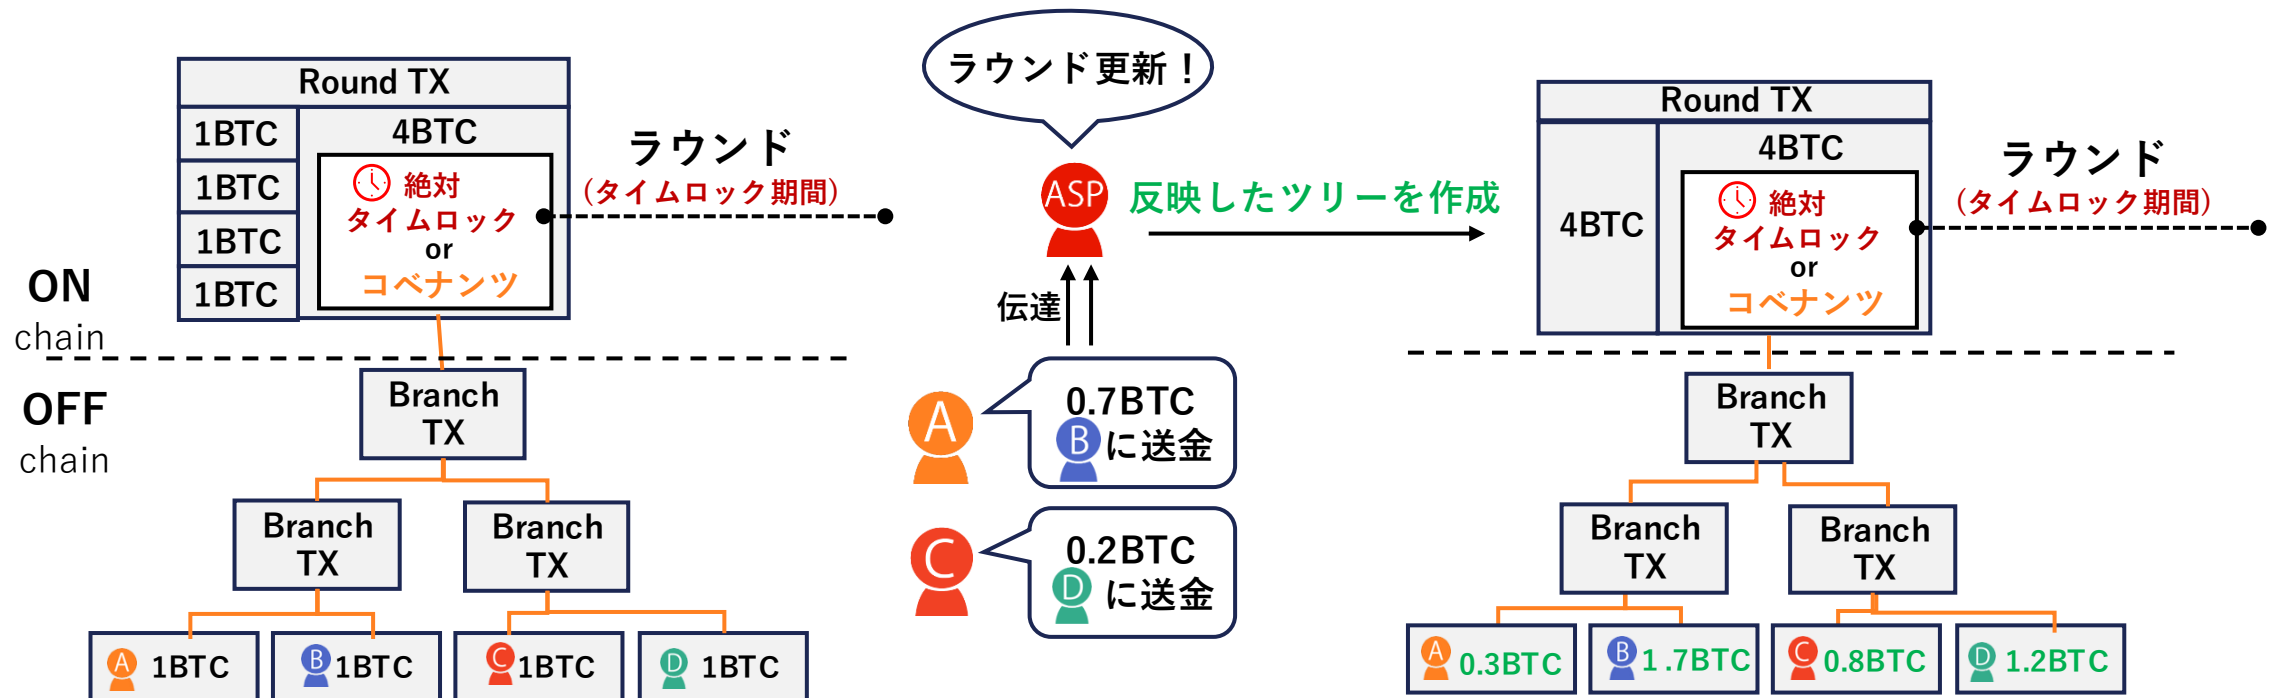 Round TX
1BTC
1BTC
1BTC
1BTC
4BTC
絶対
タイムロック
or
コベナンツ
ラウンド
(タイムロック期間)
ON
chain
OFF
chain
Branch
TX
Branch
TX
Branch
TX
A 1BTC
B 1BTC
C 1BTC
D 1BTC
ラウンド更新！
ASP
反映したツリーを作成
伝達
A
0.7BTC
B に送金
C
0.2BTC
D に送金
Round TX
4BTC
4BTC
絶対
タイムロック
or
コベナンツ
ラウンド
(タイムロック期間)
Branch
TX
Branch
TX
Branch
TX
A 0.3BTC
B 1.7BTC
C 0.8BTC
D 1.2BTC